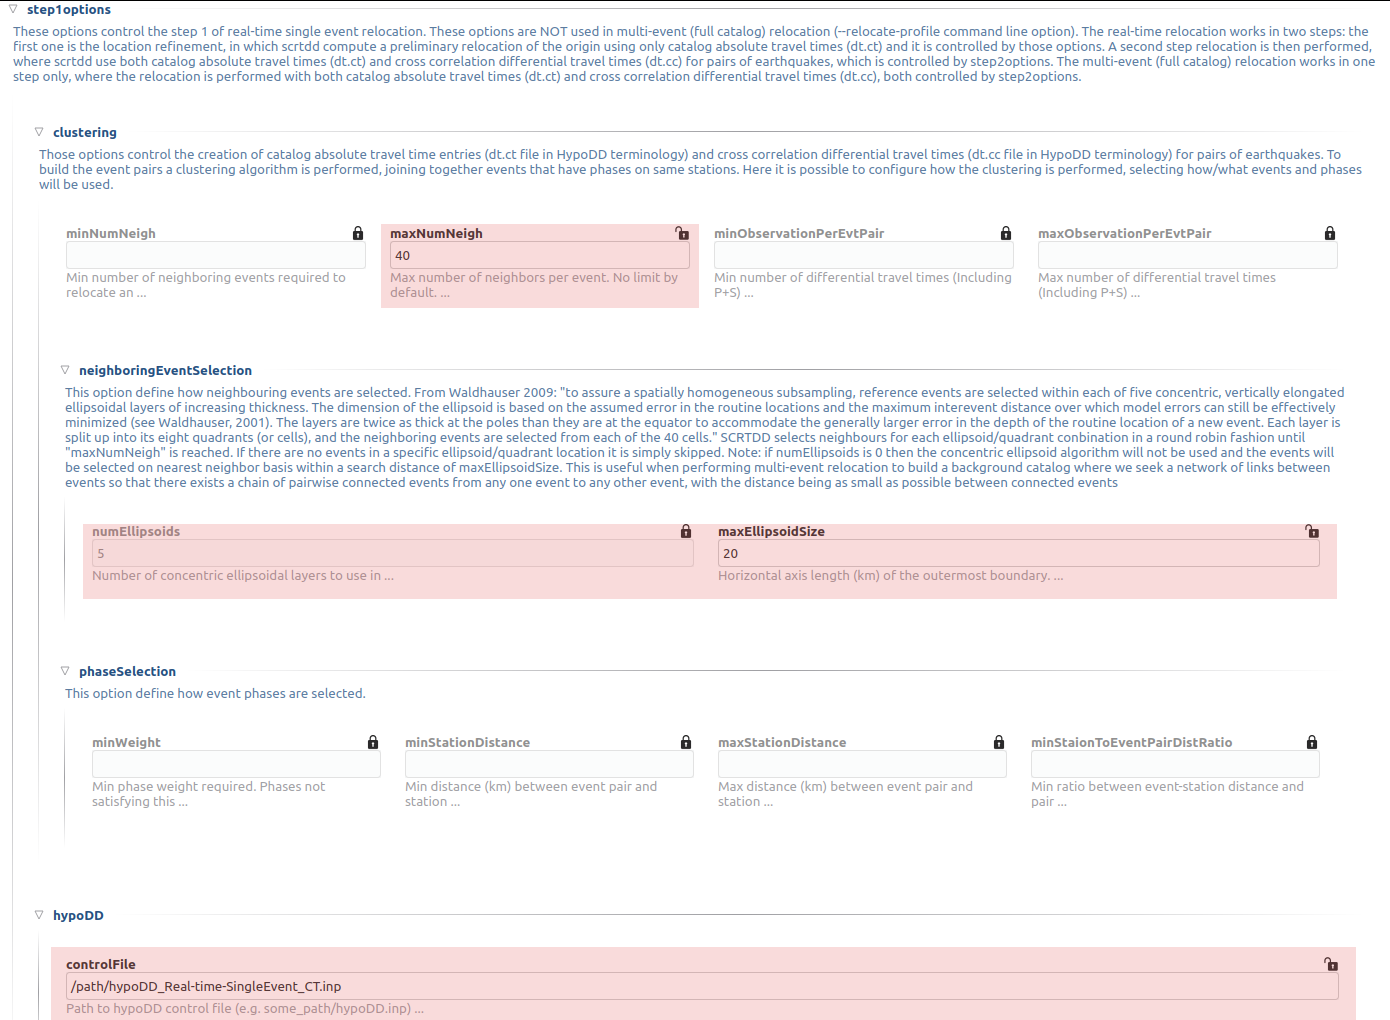 step1options
These options control the step 1 of real-time single event relocation. These options are NOT used in multi-event (full catalog) relocation (--relocate-profile command line option). The real-time relocation works in two steps: the
first one is the location refinement, in which scrtdd compute a preliminary relocation of the origin using only catalog absolute travel times (dt.ct) and it is controlled by those options. A second step relocation is then performed,
where scrtdd use both catalog absolute travel times (dt.ct) and cross correlation differential travel times (dt.cc) for pairs of earthquakes, which is controlled by step2options. The multi-event (full catalog) relocation works in one
step only, where the relocation is performed with both catalog absolute travel times (dt.ct) and cross correlation differential travel times (dt.cc), both controlled by step2options.
clustering
Those options control the creation of catalog absolute travel time entries (dt.ct file in HypoDD terminology) and cross correlation differential travel times (dt.cc file in HypoDD terminology) for pairs of earthquakes. To
build the event pairs a clustering algorithm is performed, joining together events that have phases on same stations. Here it is possible to configure how the clustering is performed, selecting how/what events and phases
will be used.
minNumNeigh
Min number of neighboring events required to
relocate an ...
maxNumNeigh
40
Max number of neighbors per event. No limit by
default. ...
minObservationPerEvtPair
Min number of differential travel times (Including
P+S) ...
maxObservationPerEvtPair
Max number of differential travel times
(Including P+S) ...
neighboringEventSelection
This option define how neighbouring events are selected. From Waldhauser 2009: "to assure a spatially homogeneous subsampling, reference events are selected within each of five concentric, vertically elongated
ellipsoidal layers of increasing thickness. The dimension of the ellipsoid is based on the assumed error in the routine locations and the maximum interevent distance over which model errors can still be effectively
minimized (see Waldhauser, 2001). The layers are twice as thick at the poles than they are at the equator to accommodate the generally larger error in the depth of the routine location of a new event. Each layer is
split up into its eight quadrants (or cells), and the neighboring events are selected from each of the 40 cells." SCRTDD selects neighbours for each ellipsoid/quadrant conbination in a round robin fashion until
"maxNumNeigh" is reached. If there are no events in a specific ellipsoid/quadrant location it is simply skipped. Note: if numEllipsoids is 0 then the concentric ellipsoid algorithm will not be used and the events will
be selected on nearest neighbor basis within a search distance of maxEllipsoidSize. This is useful when performing multi-event relocation to build a background catalog where we seek a network of links between
events so that there exists a chain of pairwise connected events from any one event to any other event, with the distance being as small as possible between connected events
numEllipsoids
5
Number of concentric ellipsoidal layers to use in ...
maxEllipsoidSize
20
Horizontal axis length (km) of the outermost boundary. ...
phaseSelection
This option define how event phases are selected.
minWeight
Min phase weight required. Phases not
satisfying this ...
minStationDistance
Min distance (km) between event pair and
station ...
maxStationDistance
Max distance (km) between event pair and
station ...
minStaionToEventPairDistRatio
Min ratio between event-station distance and
pair ...
hypoDD
controlFile
/path/hypoDD_Real-time-SingleEvent_CT.inp
Path to hypoDD control file (e.g. some_path/hypoDD.inp) ...